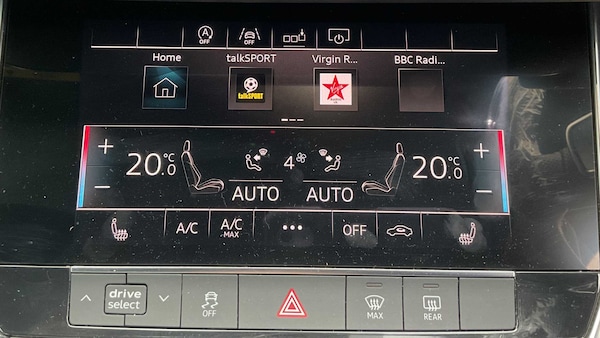 A OFF OFF
Home talkSPORT Virgin R... BBC Radi...
talkSPORT
20.0°C 4 20.0°C
AUTO AUTO
A/C A/C MAX ••• OFF
drive select OFF MAX REAR